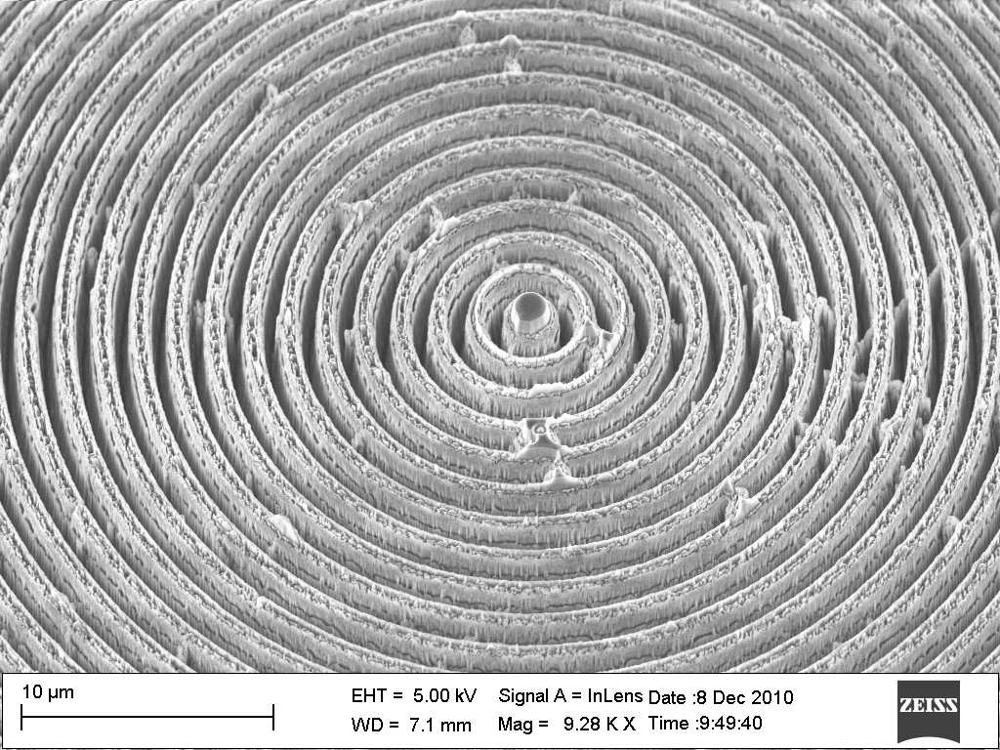 10 µm
EHT = 5.00 kV Signal A = InLens Date :8 Dec 2010
WD = 7.1 mm Mag = 9.28 K X Time :9:49:40
ZEISS